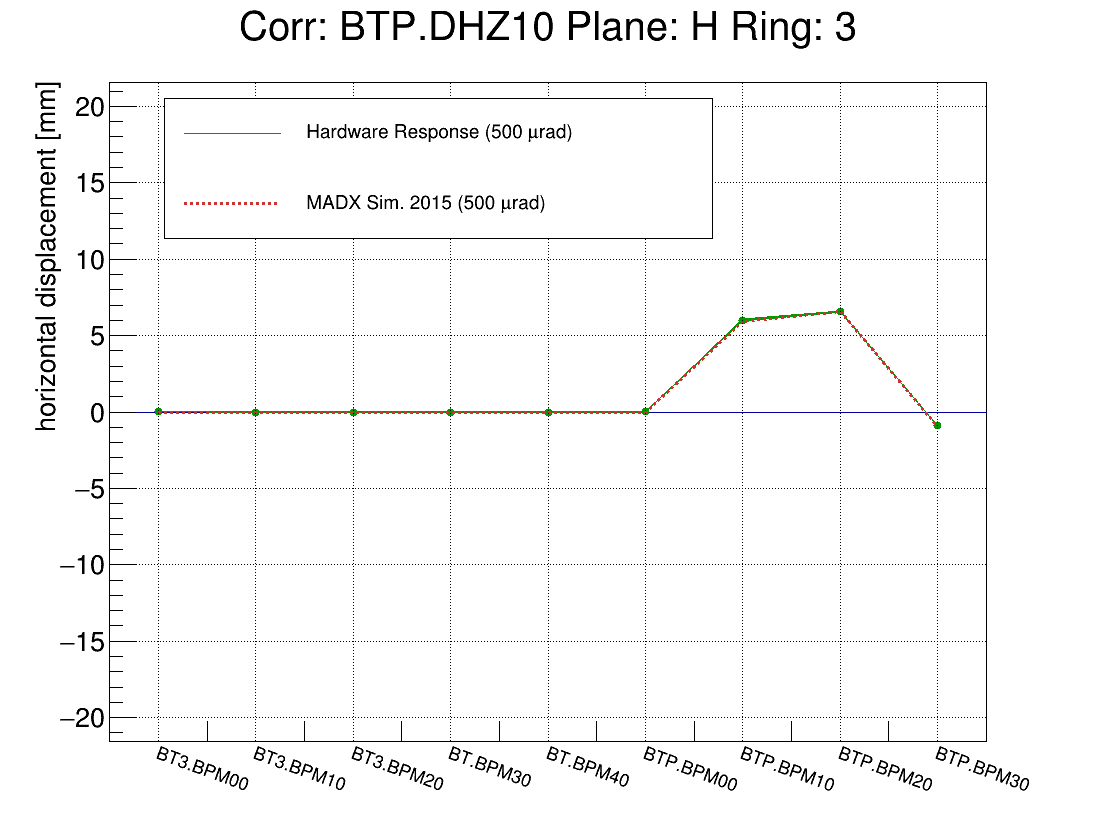 Corr: BTP.DHZ10 Plane: H Ring: 3
horizontal displacement [mm]
20
15
10
5
0
−5
−10
−15
−20
Hardware Response (500 μrad)
MADX Sim. 2015 (500 μrad)
BT3.BPM00
BT3.BPM10
BT3.BPM20
BT.BPM30
BT.BPM40
BTP.BPM00
BTP.BPM10
BTP.BPM20
BTP.BPM30